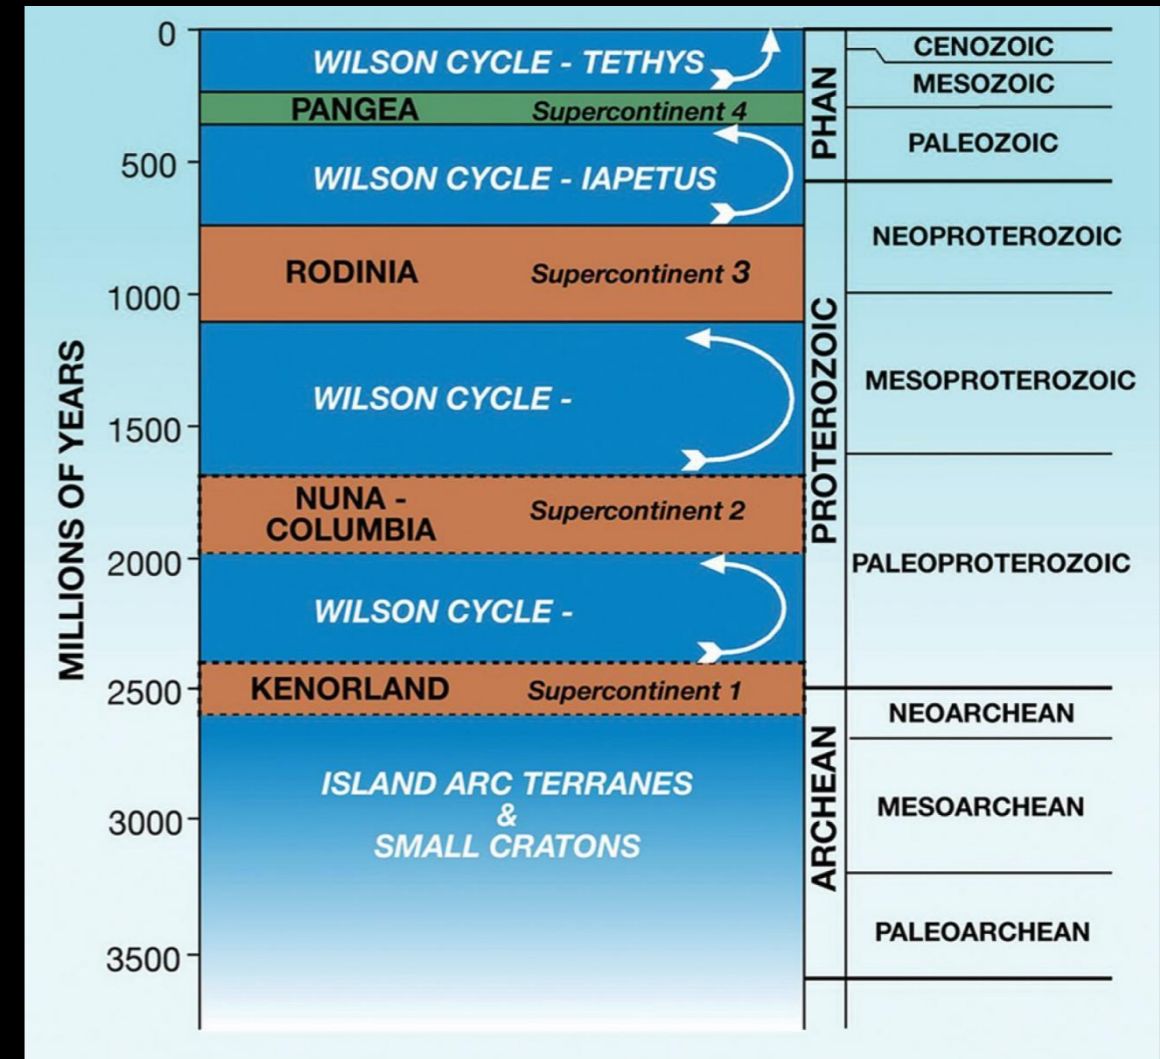 MILLIONS OF YEARS
0
500
1000
1500
2000
2500
3000
3500
WILSON CYCLE - TETHYS
PANGEA Supercontinent 4
WILSON CYCLE - IAPETUS
RODINIA Supercontinent 3
WILSON CYCLE -
NUNA -
COLUMBIA Supercontinent 2
WILSON CYCLE -
KENORLAND Supercontinent 1
ISLAND ARC TERRANES
&
SMALL CRATONS
PHAN
PROTEROZOIC
ARCHEAN
CENOZOIC
MESOZOIC
PALEOZOIC
NEOPROTEROZOIC
MESOPROTEROZOIC
PALEOPROTEROZOIC
NEOARCHEAN
MESOARCHEAN
PALEOARCHEAN